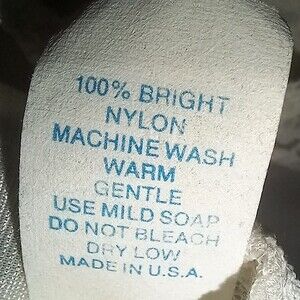 100% BRIGHT
NYLON
MACHINE WASH
WARM
GENTLE
USE MILD SOAP
DO NOT BLEACH
DRY LOW
MADE IN U.S.A.